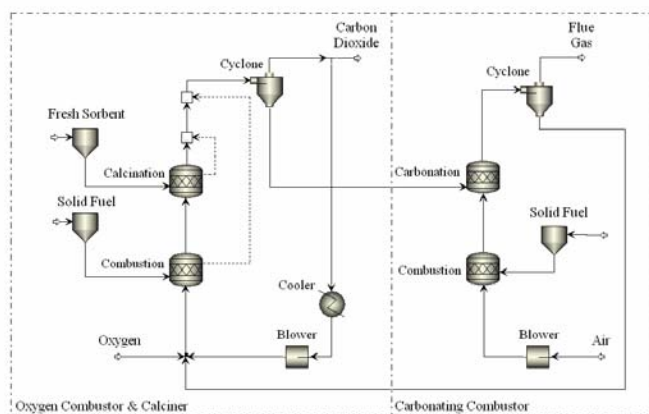 Carbon
Dioxide
Flue
Gas
Cyclone
Cyclone
Fresh Sorbent
Calcination
Carbonation
Solid Fuel
Solid Fuel
Combustion
Combustion
Cooler
Oxygen
Blower
Blower
Air
Oxygen Combustor & Calciner
Carbonating Combustor